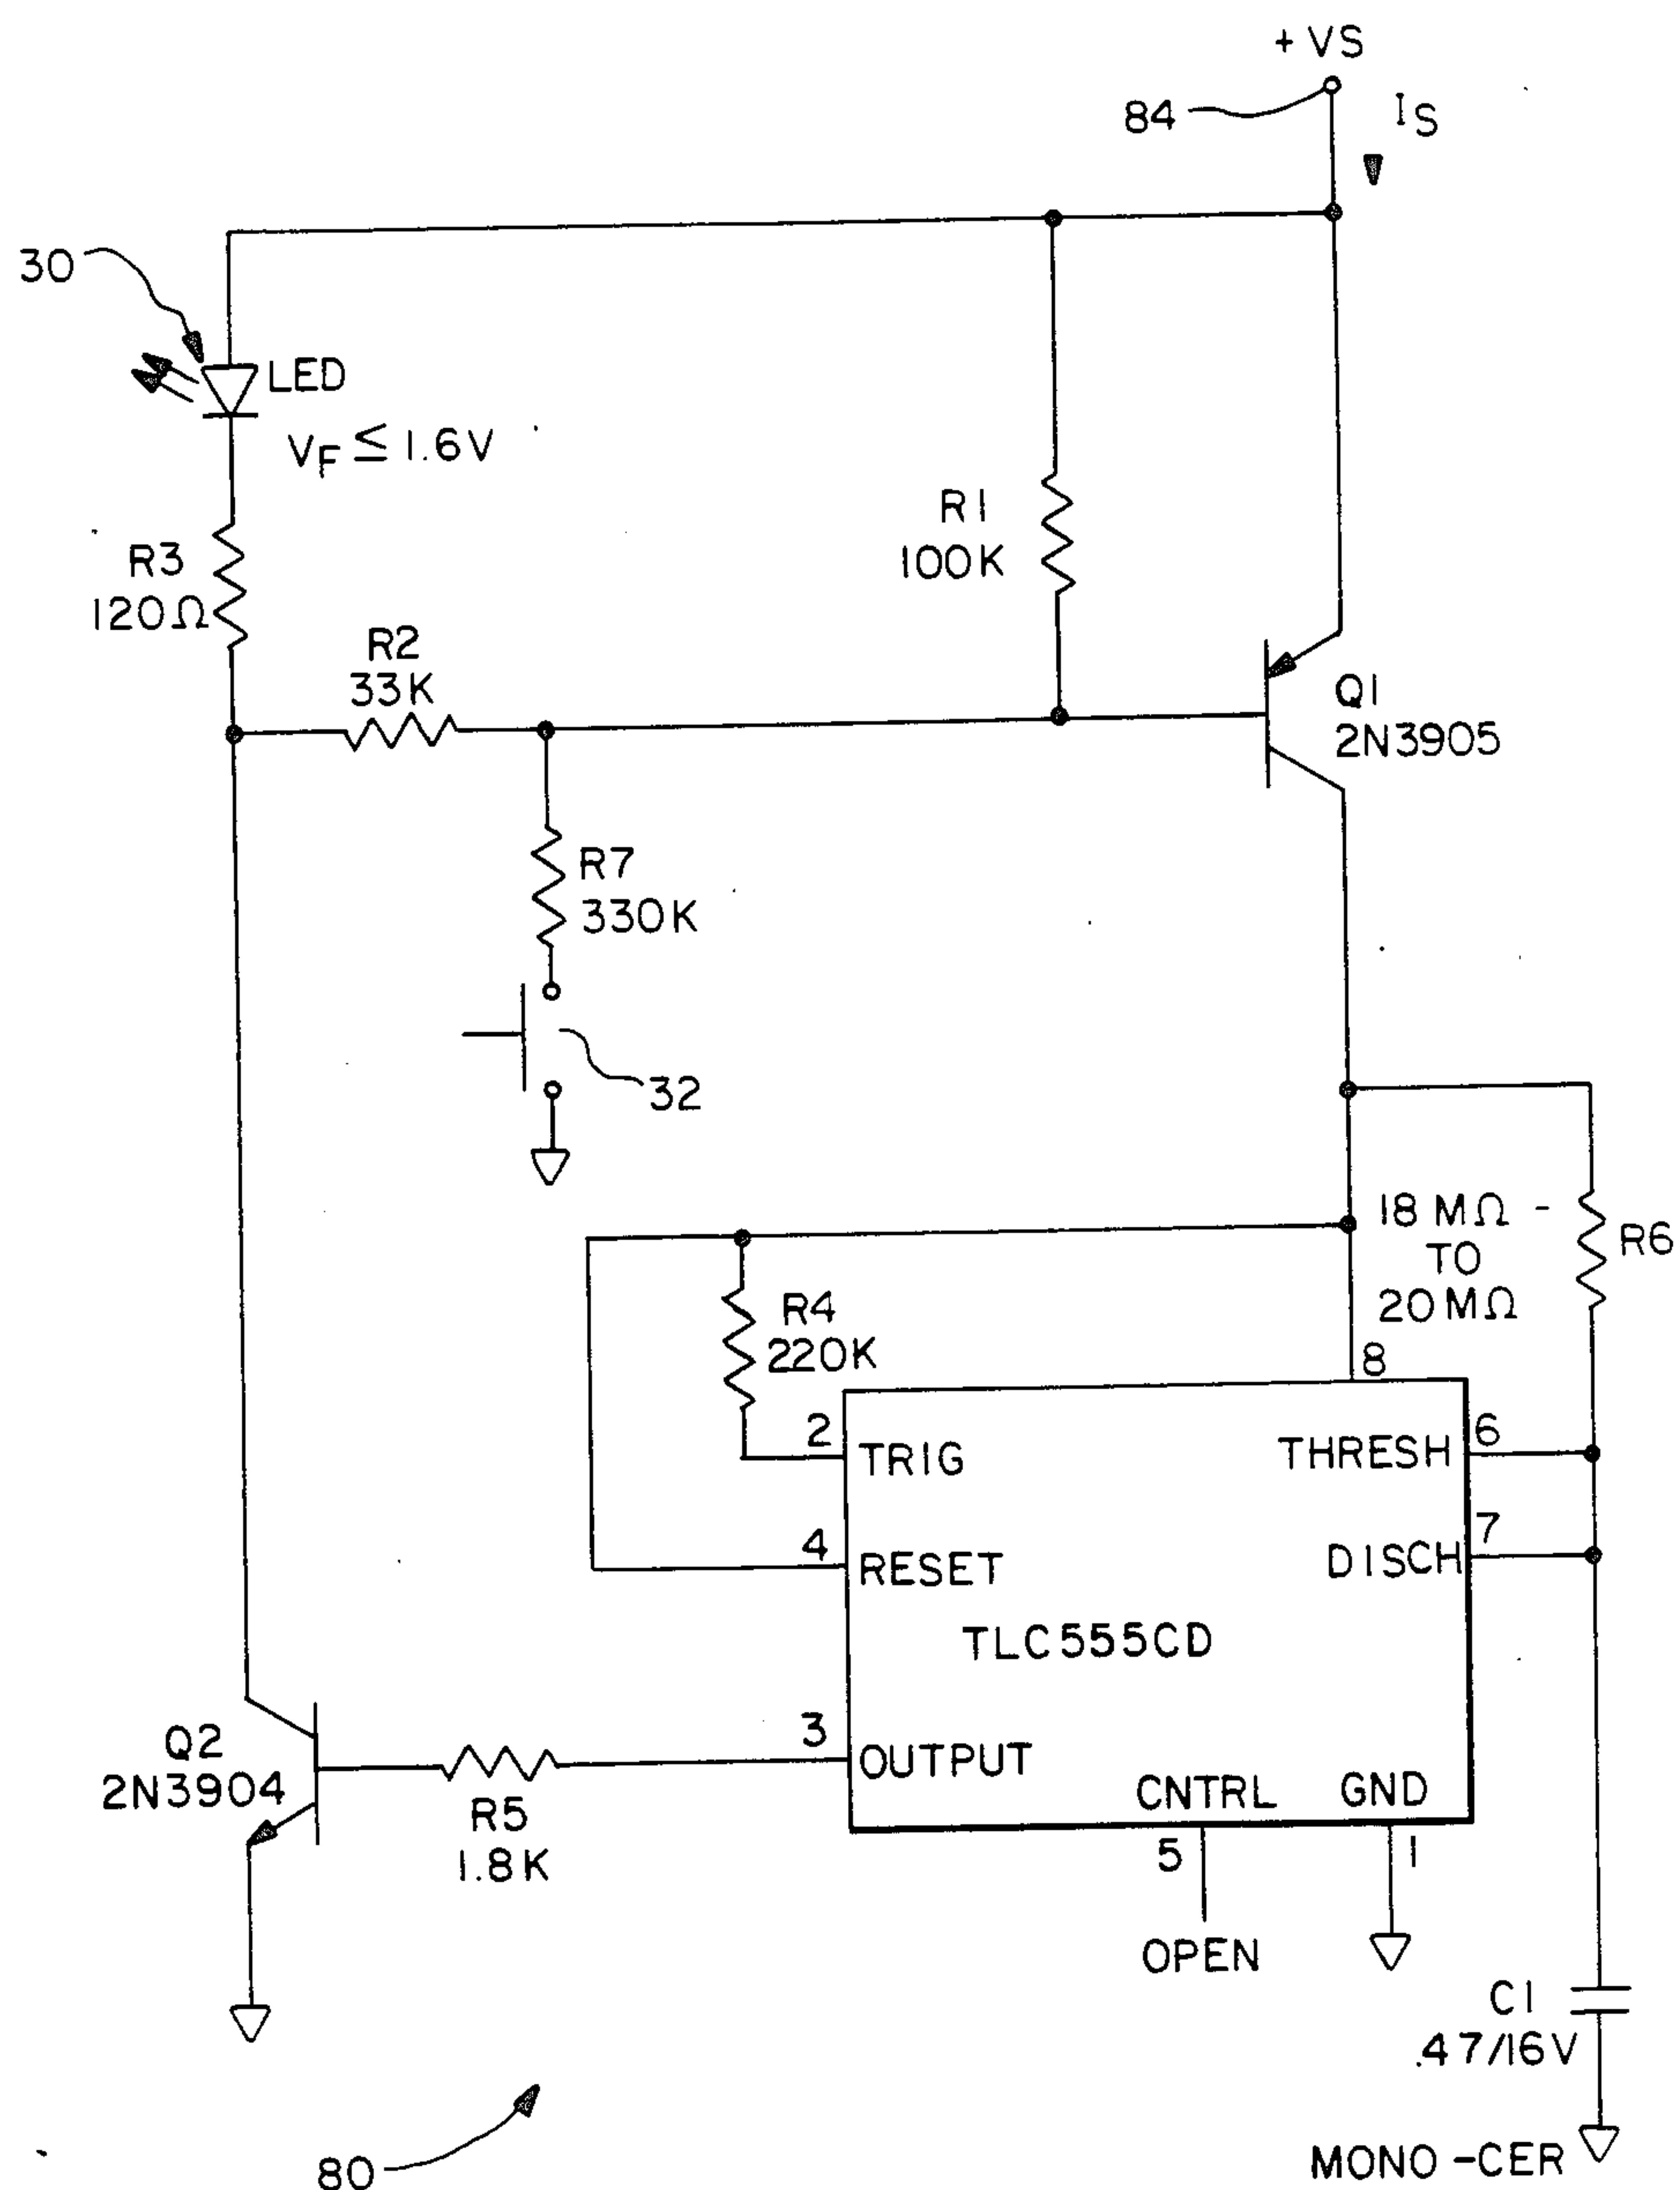 + VS
84
IS
30
LED
VF ≤ 1.6V
R1
100K
R3
120Ω
R2
33K
Q1
2N3905
R7
330K
32
18 MΩ -
TO
20MΩ
R6
R4
220K
8
2
TRIG
THRESH
6
4
RESET
DISCH
7
TLC555CD
Q2
2N3904
3
OUTPUT
R5
1.8K
CNTRL
GND
5
1
OPEN
C1
.47/16V
80
MONO-CER